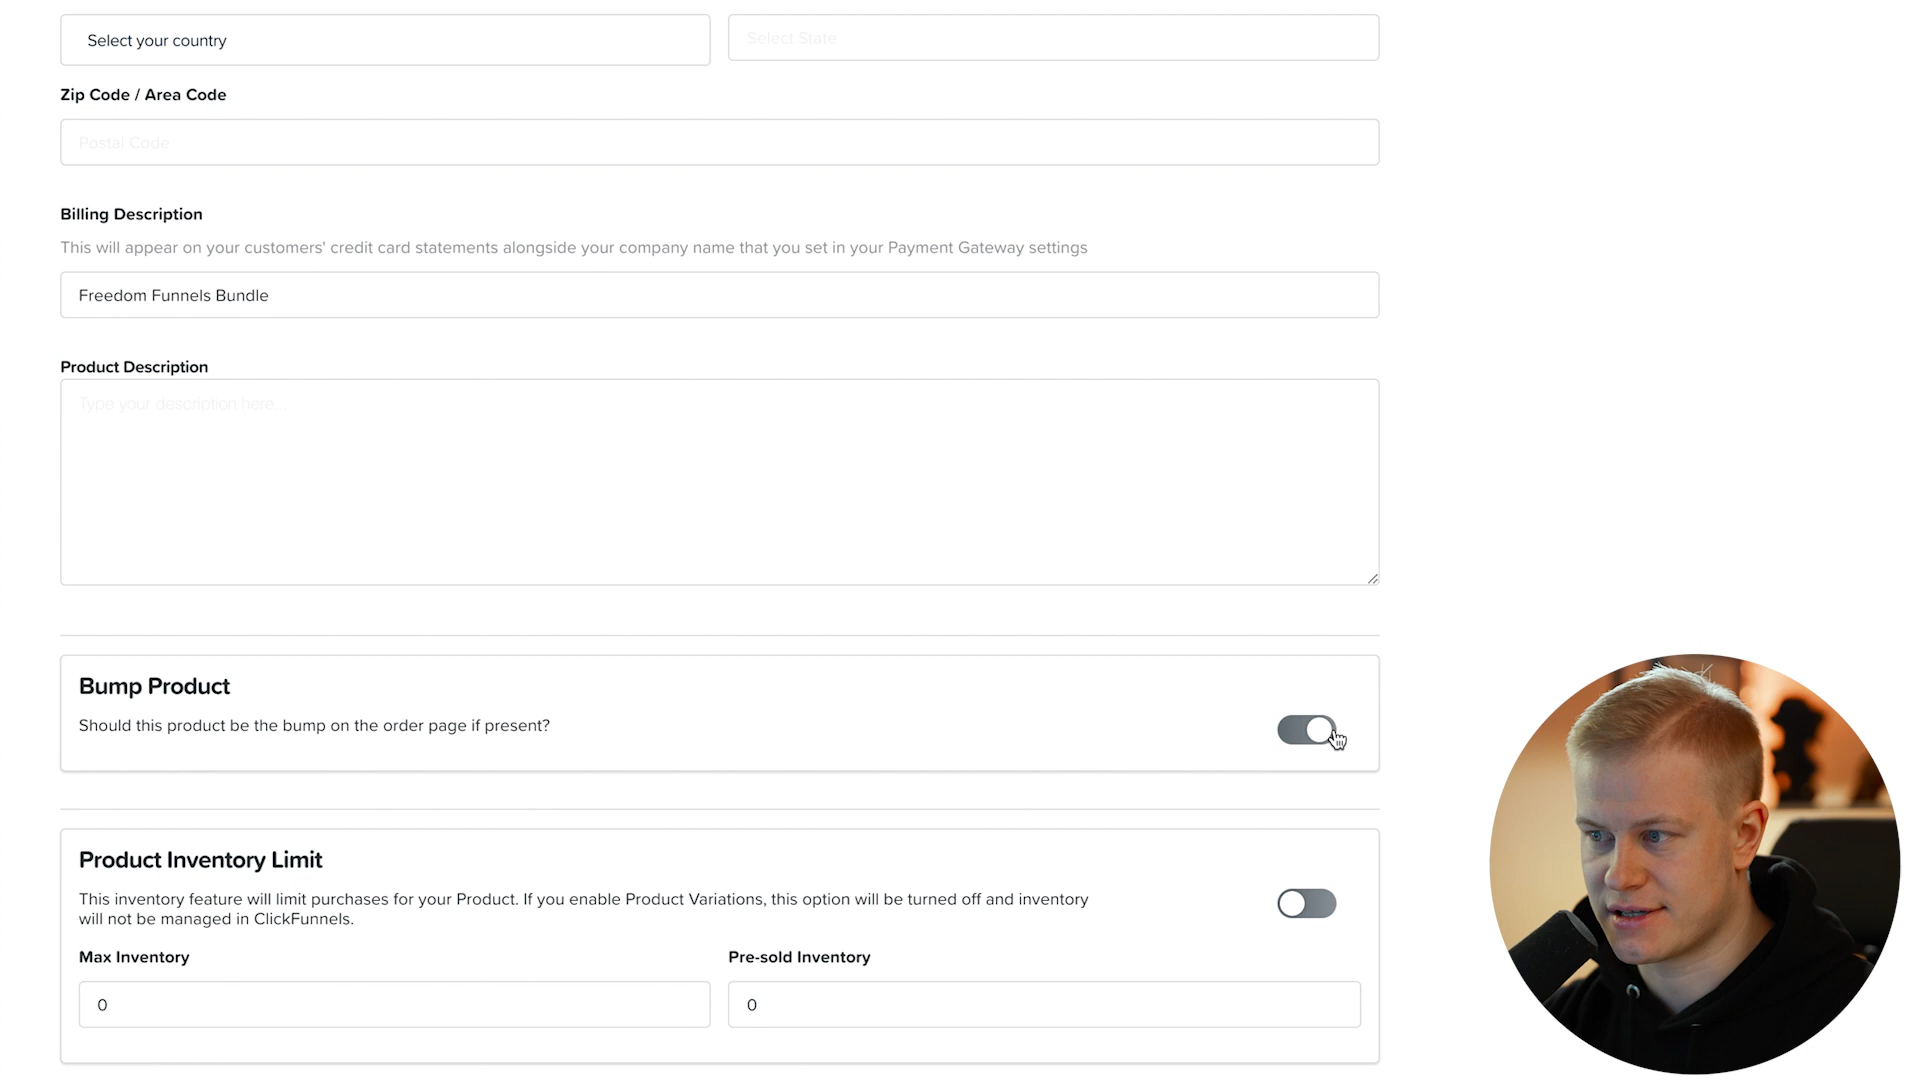 Select your country
Select State
Zip Code / Area Code
Postal Code
Billing Description
This will appear on your customers' credit card statements alongside your company name that you set in your Payment Gateway settings
Freedom Funnels Bundle
Product Description
Type your description here...
Bump Product
Should this product be the bump on the order page if present?
Product Inventory Limit
This inventory feature will limit purchases for your Product. If you enable Product Variations, this option will be turned off and inventory
will not be managed in ClickFunnels.
Max Inventory
Pre-sold Inventory
0
0